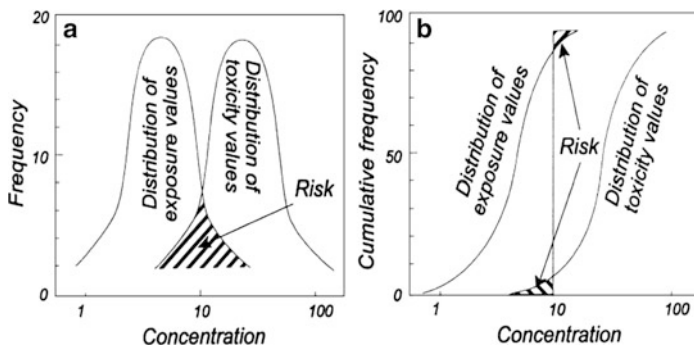 a
20
10
0
Frequency
Distribution of
exposure values
Distribution of
toxicity values
Risk
1
10
100
Concentration
b
100
50
0
Cumulative frequency
Distribution of
exposure values
Risk
Distribution of
toxicity values
1
10
100
Concentration